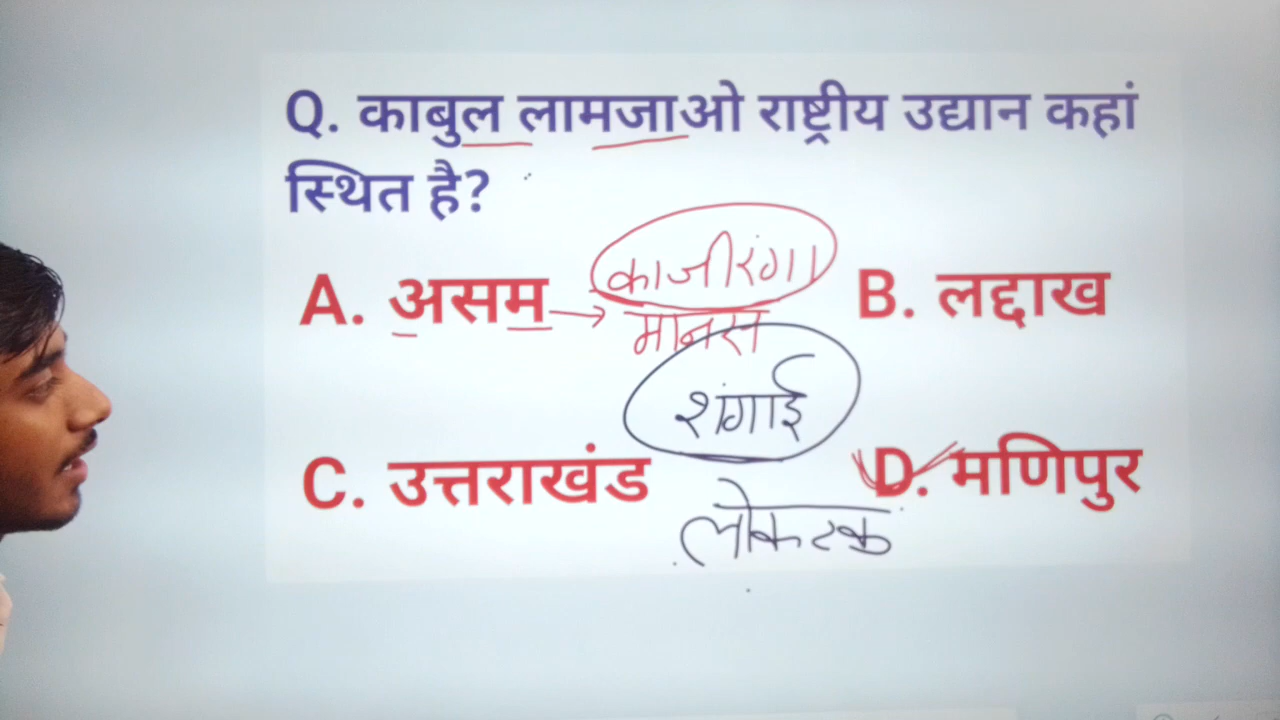 Q. काबुल लामजाओ राष्ट्रीय उद्यान कहां
स्थित है?
A. असम → काजीरंगा
मानस
B. लद्दाख
शंगाई
C. उत्तराखंड
D. मणिपुर
लोकटक